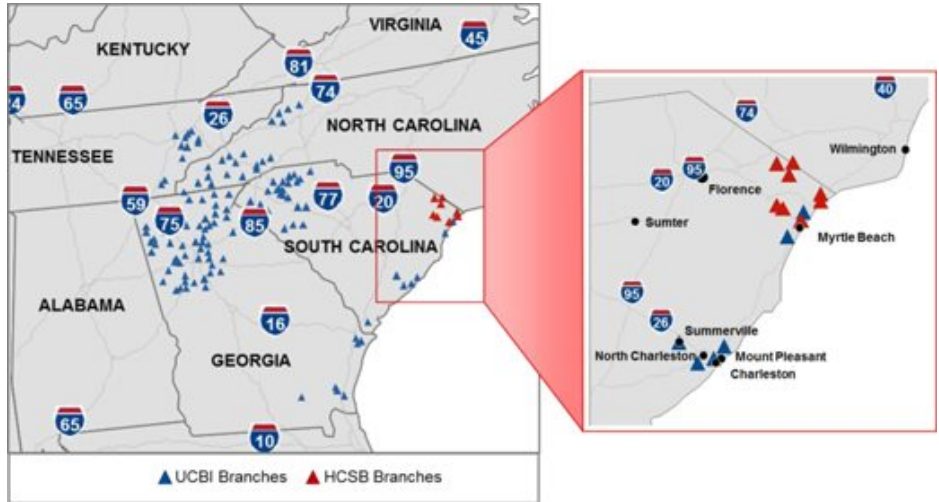 VIRGINIA
KENTUCKY
45
81
74
24
65
26
NORTH CAROLINA
TENNESSEE
95
59
77
20
75
85
SOUTH CAROLINA
ALABAMA
16
GEORGIA
65
10
UCBI Branches
HCSB Branches
40
74
Wilmington
95
20
Florence
Sumter
Myrtle Beach
95
26
Summerville
North Charleston
Mount Pleasant
Charleston